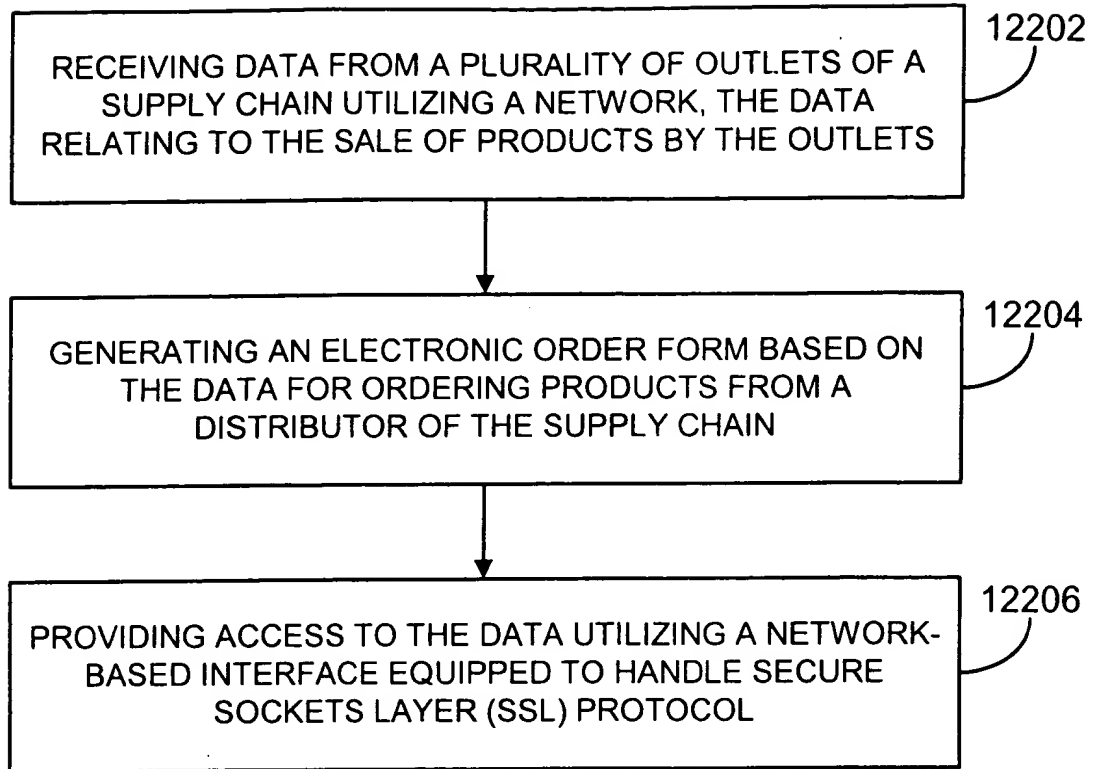 12202
RECEIVING DATA FROM A PLURALITY OF OUTLETS OF A
SUPPLY CHAIN UTILIZING A NETWORK, THE DATA
RELATING TO THE SALE OF PRODUCTS BY THE OUTLETS
12204
GENERATING AN ELECTRONIC ORDER FORM BASED ON
THE DATA FOR ORDERING PRODUCTS FROM A
DISTRIBUTOR OF THE SUPPLY CHAIN
12206
PROVIDING ACCESS TO THE DATA UTILIZING A NETWORK-
BASED INTERFACE EQUIPPED TO HANDLE SECURE
SOCKETS LAYER (SSL) PROTOCOL